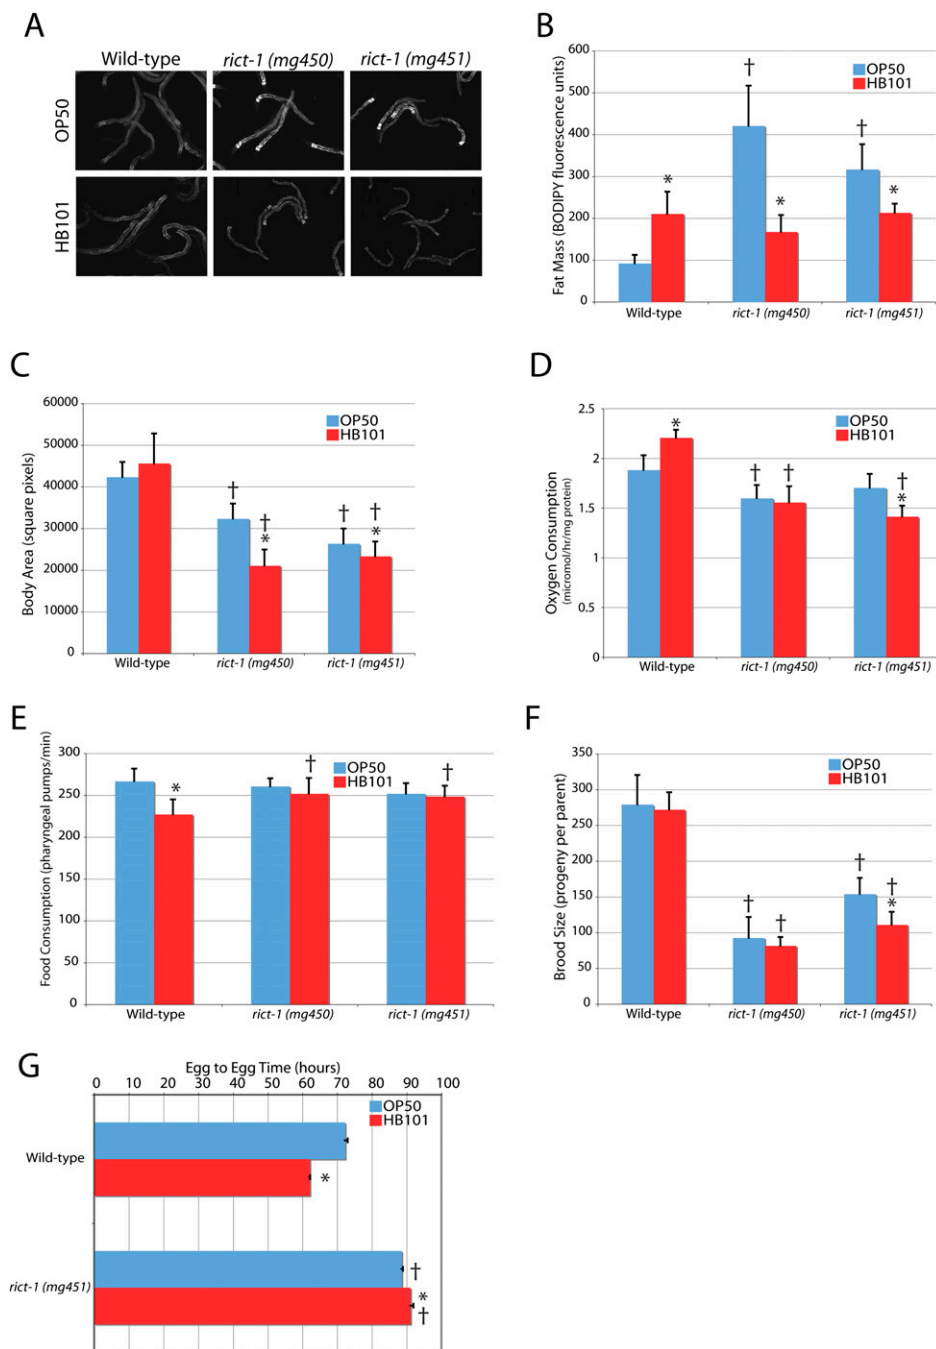 A
Wild-type rict-1 (mg450) rict-1 (mg451)
OP50
HB101
B
Fat Mass (BODIPY fluorescence units)
600
500
400
300
200
100
0
OP50
HB101
†
*
†
*
†
*
Wild-type rict-1 (mg450) rict-1 (mg451)
C
Body Area (square pixels)
60000
50000
40000
30000
20000
10000
0
OP50
HB101
†
†
*
†
†
*
Wild-type rict-1 (mg450) rict-1 (mg451)
D
Oxygen Consumption
(micromol/hr/mg protein)
2.5
2
1.5
1
0.5
0
OP50
HB101
*
† †
†
*
Wild-type rict-1 (mg450) rict-1 (mg451)
E
Food Consumption (pharyngeal pumps/min)
300
250
200
150
100
50
0
OP50
HB101
*
†
†
Wild-type rict-1 (mg450) rict-1 (mg451)
F
Brood Size (progeny per parent)
350
300
250
200
150
100
50
0
OP50
HB101
†
†
†
†
*
Wild-type rict-1 (mg450) rict-1 (mg451)
G
Egg to Egg Time (hours)
0 10 20 30 40 50 60 70 80 90 100
OP50
HB101
Wild-type
*
rict-1 (mg451)
†
*
†